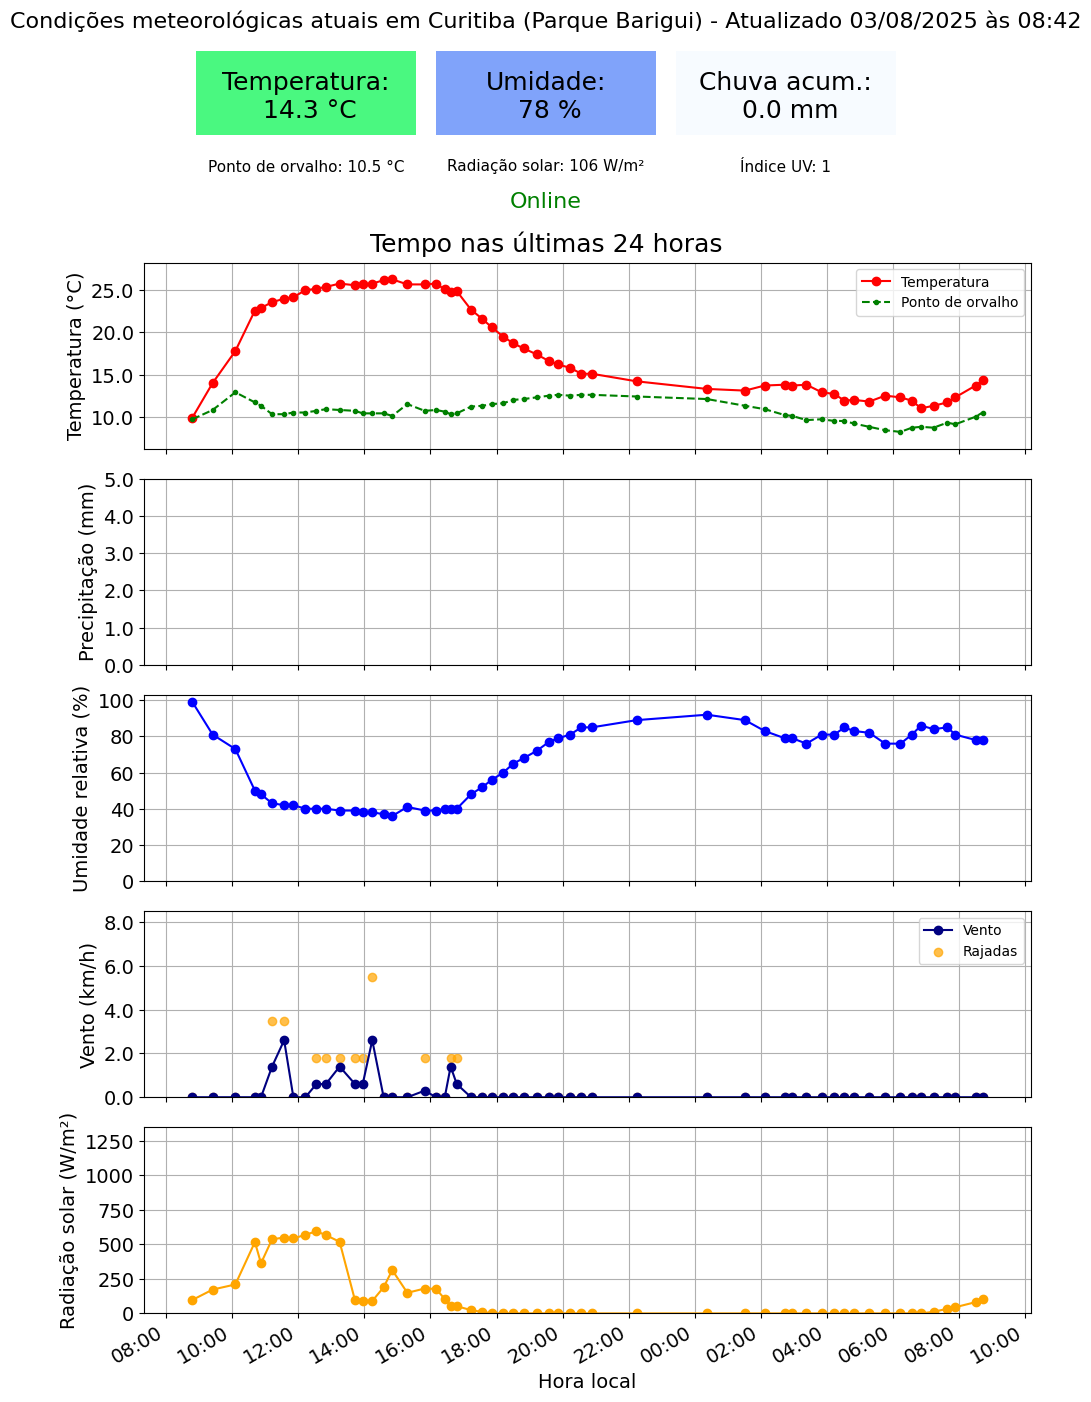 Condições meteorológicas atuais em Curitiba (Parque Barigui) - Atualizado 03/08/2025 às 08:42
Temperatura:
14.3 °C
Umidade:
78 %
Chuva acum.:
0.0 mm
Ponto de orvalho: 10.5 °C
Radiação solar: 106 W/m²
Índice UV: 1
Online
Tempo nas últimas 24 horas
Temperatura (°C)
25.0
20.0
15.0
10.0
Temperatura
Ponto de orvalho
Precipitação (mm)
5.0
4.0
3.0
2.0
1.0
0.0
Umidade relativa (%)
100
80
60
40
20
0
Vento (km/h)
8.0
6.0
4.0
2.0
0.0
Vento
Rajadas
Radiação solar (W/m²)
1250
1000
750
500
250
0
08:00
10:00
12:00
14:00
16:00
18:00
20:00
22:00
00:00
02:00
04:00
06:00
08:00
10:00
Hora local